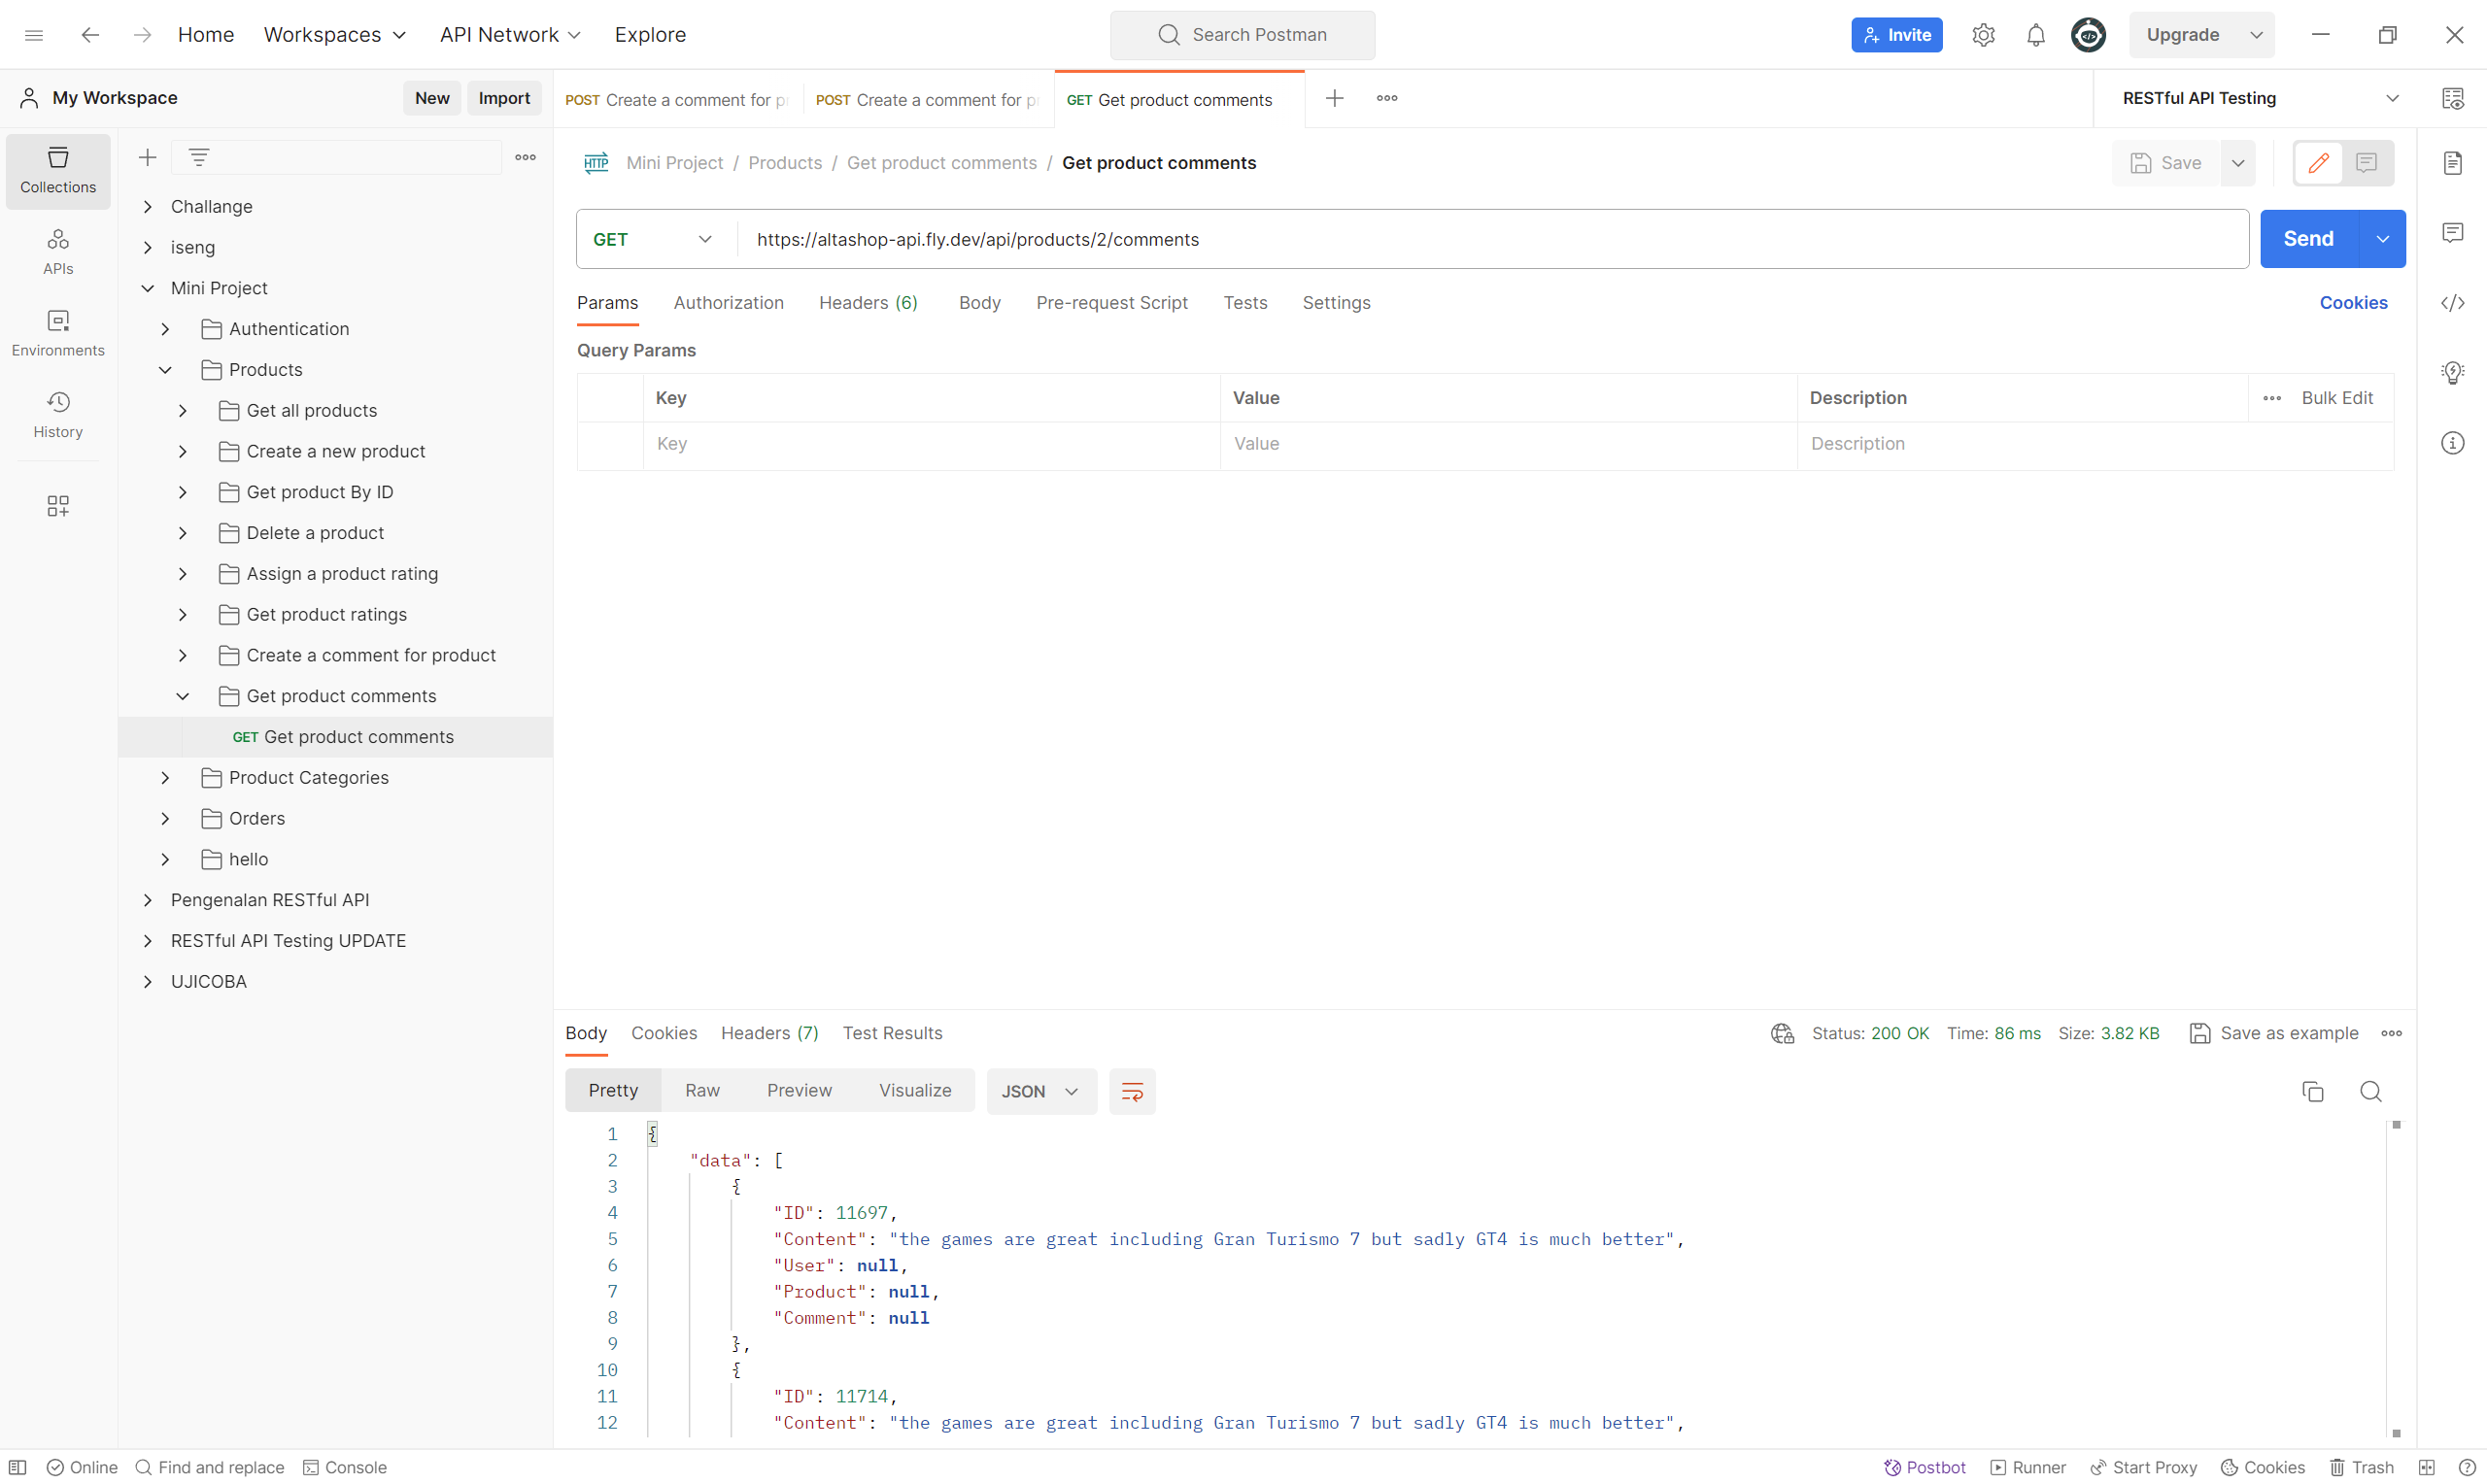 Home Workspaces API Network Explore Search Postman Invite Upgrade
My Workspace New Import
POST Create a comment for p POST Create a comment for p GET Get product comments RESTful API Testing
Collections
APIs
Environments
History
Challange
iseng
Mini Project
Authentication
Products
Get all products
Create a new product
Get product By ID
Delete a product
Assign a product rating
Get product ratings
Create a comment for product
Get product comments
GET Get product comments
Product Categories
Orders
hello
Pengenalan RESTful API
RESTful API Testing UPDATE
UJICOBA
HTTP Mini Project / Products / Get product comments / Get product comments Save
GET https://altashop-api.fly.dev/api/products/2/comments Send
Params Authorization Headers (6) Body Pre-request Script Tests Settings Cookies
Query Params
Key Value Description Bulk Edit
Key Value Description
Body Cookies Headers (7) Test Results Status: 200 OK Time: 86 ms Size: 3.82 KB Save as example
Pretty Raw Preview Visualize JSON
1 {
2 "data": [
3 {
4 "ID": 11697,
5 "Content": "the games are great including Gran Turismo 7 but sadly GT4 is much better",
6 "User": null,
7 "Product": null,
8 "Comment": null
9 },
10 {
11 "ID": 11714,
12 "Content": "the games are great including Gran Turismo 7 but sadly GT4 is much better",
Online Find and replace Console Postbot Runner Start Proxy Cookies Trash